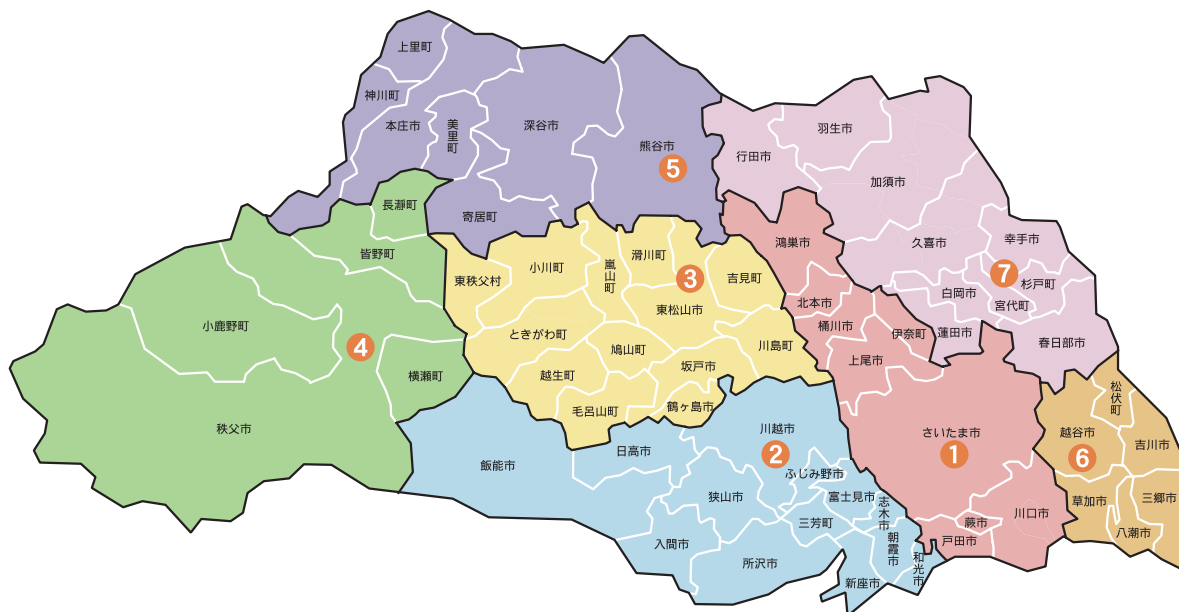 上里町
神川町
本庄市
美里町
深谷市
熊谷市
5
寄居町
長瀞町
皆野町
小鹿野町
4
横瀬町
秩父市
東秩父村
小川町
嵐山町
滑川町
3
吉見町
東松山市
ときがわ町
鳩山町
川島町
越生町
坂戸市
毛呂山町
鶴ヶ島市
行田市
羽生市
加須市
久喜市
幸手市
7
杉戸町
白岡市
宮代町
蓮田市
春日部市
鴻巣市
北本市
桶川市
伊奈町
上尾市
さいたま市
1
川口市
蕨市
戸田市
川越市
2
日高市
飯能市
ふじみ野市
狭山市
富士見市
志木市
三芳町
朝霞市
入間市
所沢市
和光市
新座市
松伏町
越谷市
6
吉川市
草加市
三郷市
八潮市